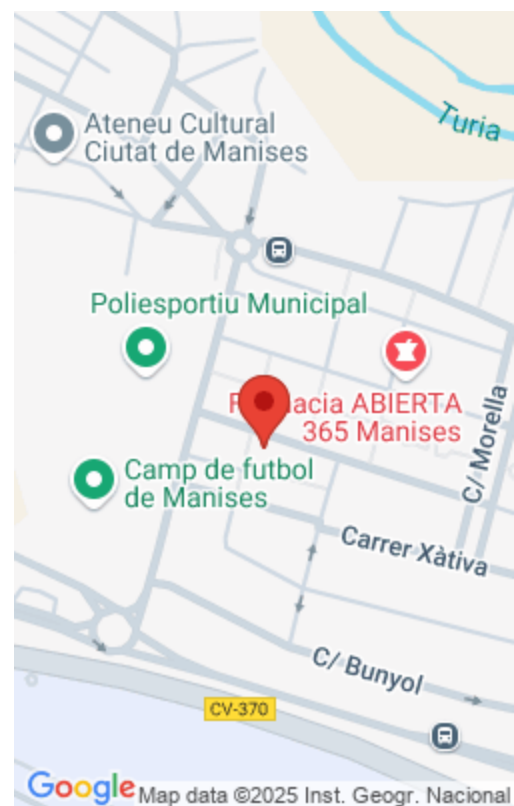 Turia
Ateneu Cultural
Ciutat de Manises
Poliesportiu Municipal
ABIERTA
365 Manises
C/ Morella
Camp de futbol
de Manises
Carrer Xàtiva
C/ Bunyol
CV-370
Google
Map data ©2025 Inst. Geogr. Nacional